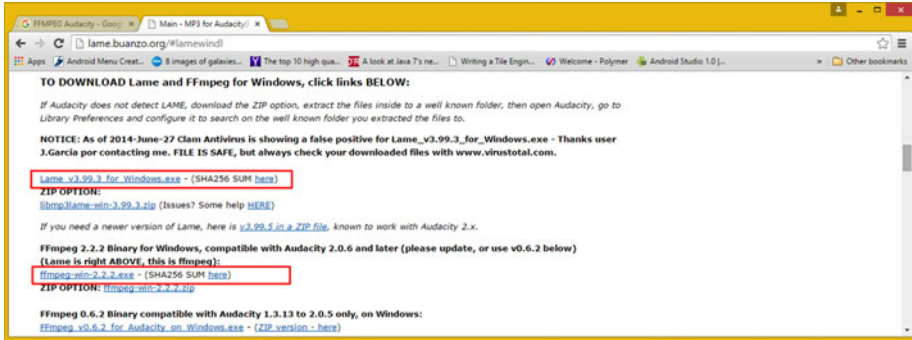 FFMPEG Audacity - Goog
Main - MP3 for Audacity(
lame.buanzo.org/#lamewindl
Apps
Android Menu Creat...
8 images of galaxies...
The top 10 high qua...
A look at Java 7's ne...
Writing a Tile Engin...
Welcome - Polymer
Android Studio 1.0 J...
»
Other bookmarks
TO DOWNLOAD Lame and FFmpeg for Windows, click links BELOW:
If Audacity does not detect LAME, download the ZIP option, extract the files inside to a well known folder, then open Audacity, go to
Library Preferences and configure it to search on the well known folder you extracted the files to.
NOTICE: As of 2014-June-27 Clam Antivirus is showing a false positive for Lame_v3.99.3_for_Windows.exe - Thanks user
J.Garcia por contacting me. FILE IS SAFE, but always check your downloaded files with www.virustotal.com.
Lame_v3.99.3_for_Windows.exe - (SHA256 SUM here)
ZIP OPTION:
libmp3lame-win-3.99.3.zip (Issues? Some help HERE)
If you need a newer version of Lame, here is v3.99.5 in a ZIP file, known to work with Audacity 2.x.
FFmpeg 2.2.2 Binary for Windows, compatible with Audacity 2.0.6 and later (please update, or use v0.6.2 below)
(Lame is right ABOVE, this is ffmpeg):
ffmpeg-win-2.2.2.exe - (SHA256 SUM here)
ZIP OPTION: ffmpeg-win-2.2.2.zip
FFmpeg 0.6.2 Binary compatible with Audacity 1.3.13 to 2.0.5 only, on Windows:
FFmpeg_v0.6.2_for_Audacity_on_Windows.exe - (ZIP version - here)